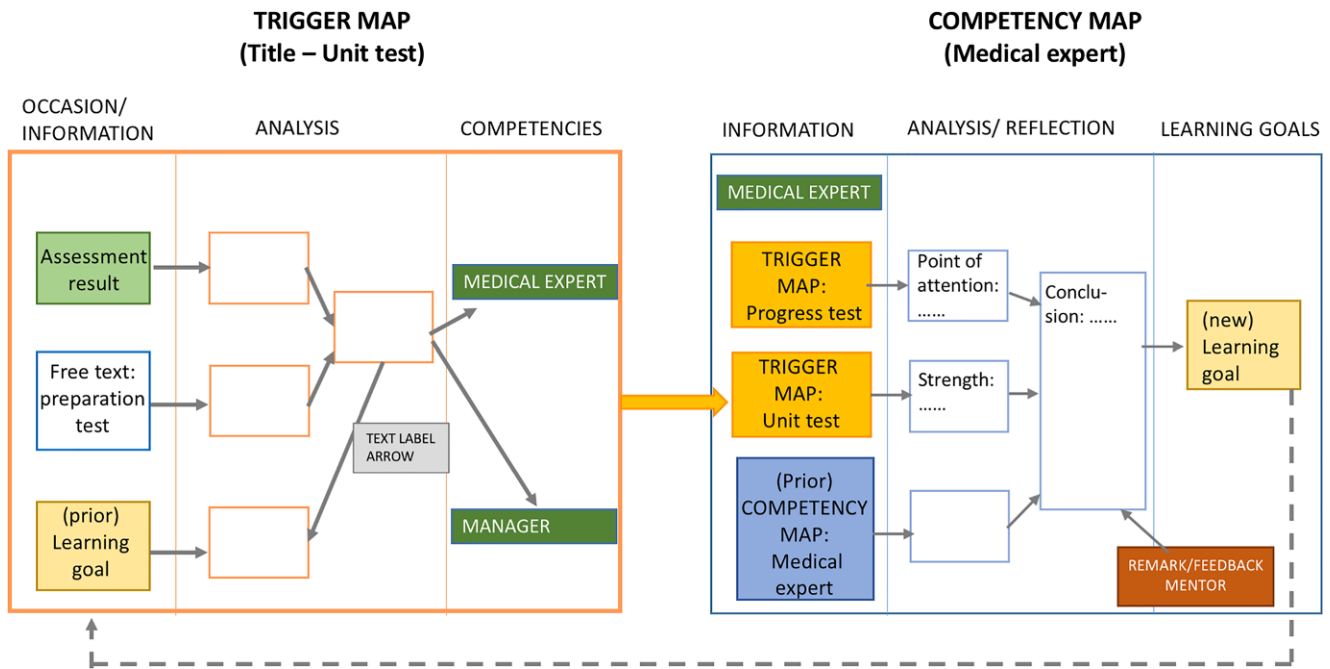 TRIGGER MAP
(Title – Unit test)
OCCASION/
INFORMATION
ANALYSIS
COMPETENCIES
Assessment
result
Free text:
preparation
test
(prior)
Learning
goal
TEXT LABEL
ARROW
MEDICAL EXPERT
MANAGER
COMPETENCY MAP
(Medical expert)
INFORMATION
ANALYSIS/ REFLECTION
LEARNING GOALS
MEDICAL EXPERT
TRIGGER
MAP:
Progress test
TRIGGER
MAP:
Unit test
(Prior)
COMPETENCY
MAP:
Medical
expert
Point of
attention:
......
Strength:
......
Conclu-
sion: ......
(new)
Learning
goal
REMARK/FEEDBACK
MENTOR